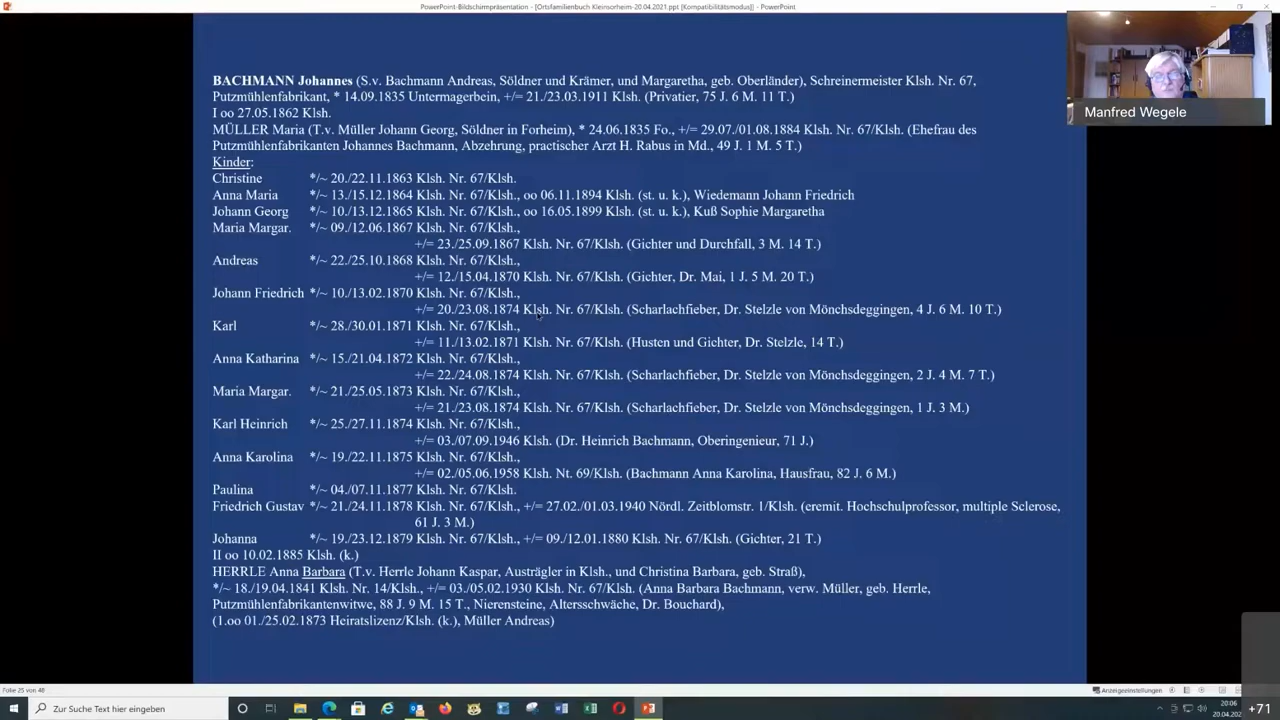 PowerPoint-Bildschirmpräsentation - [Ortsfamilienbuch Kleinsorheim-20.04.2021.ppt [Kompatibilitätsmodus]] - PowerPoint
Manfred Wegele
BACHMANN Johannes (S.v. Bachmann Andreas, Söldner und Krämer, und Margaretha, geb. Oberländer), Schreinermeister Klsh. Nr. 67,
Putzmühlenfabrikant, * 14.09.1835 Untermagerbein, +/= 21./23.03.1911 Klsh. (Privatier, 75 J. 6 M. 11 T.)
I oo 27.05.1862 Klsh.
MÜLLER Maria (T.v. Müller Johann Georg, Söldner in Forheim), * 24.06.1835 Fo., +/= 29.07./01.08.1884 Klsh. Nr. 67/Klsh. (Ehefrau des
Putzmühlenfabrikanten Johannes Bachmann, Abzehrung, practischer Arzt H. Rabus in Md., 49 J. 1 M. 5 T.)
Kinder:
Christine */~ 20./22.11.1863 Klsh. Nr. 67/Klsh.
Anna Maria */~ 13./15.12.1864 Klsh. Nr. 67/Klsh., oo 06.11.1894 Klsh. (st. u. k.), Wiedemann Johann Friedrich
Johann Georg */~ 10./13.12.1865 Klsh. Nr. 67/Klsh., oo 16.05.1899 Klsh. (st. u. k.), Kuß Sophie Margaretha
Maria Margar. */~ 09./12.06.1867 Klsh. Nr. 67/Klsh.,
+/= 23./25.09.1867 Klsh. Nr. 67/Klsh. (Gichter und Durchfall, 3 M. 14 T.)
Andreas */~ 22./25.10.1868 Klsh. Nr. 67/Klsh.,
+/= 12./15.04.1870 Klsh. Nr. 67/Klsh. (Gichter, Dr. Mai, 1 J. 5 M. 20 T.)
Johann Friedrich */~ 10./13.02.1870 Klsh. Nr. 67/Klsh.,
+/= 20./23.08.1874 Klsh. Nr. 67/Klsh. (Scharlachfieber, Dr. Stelzle von Mönchsdeggingen, 4 J. 6 M. 10 T.)
Karl */~ 28./30.01.1871 Klsh. Nr. 67/Klsh.,
+/= 11./13.02.1871 Klsh. Nr. 67/Klsh. (Husten und Gichter, Dr. Stelzle, 14 T.)
Anna Katharina */~ 15./21.04.1872 Klsh. Nr. 67/Klsh.,
+/= 22./24.08.1874 Klsh. Nr. 67/Klsh. (Scharlachfieber, Dr. Stelzle von Mönchsdeggingen, 2 J. 4 M. 7 T.)
Maria Margar. */~ 21./25.05.1873 Klsh. Nr. 67/Klsh.,
+/= 21./23.08.1874 Klsh. Nr. 67/Klsh. (Scharlachfieber, Dr. Stelzle von Mönchsdeggingen, 1 J. 3 M.)
Karl Heinrich */~ 25./27.11.1874 Klsh. Nr. 67/Klsh.,
+/= 03./07.09.1946 Klsh. (Dr. Heinrich Bachmann, Oberingenieur, 71 J.)
Anna Karolina */~ 19./22.11.1875 Klsh. Nr. 67/Klsh.,
+/= 02./05.06.1958 Klsh. Nt. 69/Klsh. (Bachmann Anna Karolina, Hausfrau, 82 J. 6 M.)
Paulina */~ 04./07.11.1877 Klsh. Nr. 67/Klsh.
Friedrich Gustav */~ 21./24.11.1878 Klsh. Nr. 67/Klsh., +/= 27.02./01.03.1940 Nördl. Zeitblomstr. 1/Klsh. (eremit. Hochschulprofessor, multiple Sclerose,
61 J. 3 M.)
Johanna */~ 19./23.12.1879 Klsh. Nr. 67/Klsh., +/= 09./12.01.1880 Klsh. Nr. 67/Klsh. (Gichter, 21 T.)
II oo 10.02.1885 Klsh. (k.)
HERRLE Anna Barbara (T.v. Herrle Johann Kaspar, Austrägler in Klsh., und Christina Barbara, geb. Straß),
*/~ 18./19.04.1841 Klsh. Nr. 14/Klsh., +/= 03./05.02.1930 Klsh. Nr. 67/Klsh. (Anna Barbara Bachmann, verw. Müller, geb. Herrle,
Putzmühlenfabrikantenwitwe, 88 J. 9 M. 15 T., Nierensteine, Altersschwäche, Dr. Bouchard),
(1.oo 01./25.02.1873 Heiratslizenz/Klsh. (k.), Müller Andreas)
Folie 25 von 40
Anzeigeeinstellungen
Zur Suche Text hier eingeben
20:06
20.04.202
+71